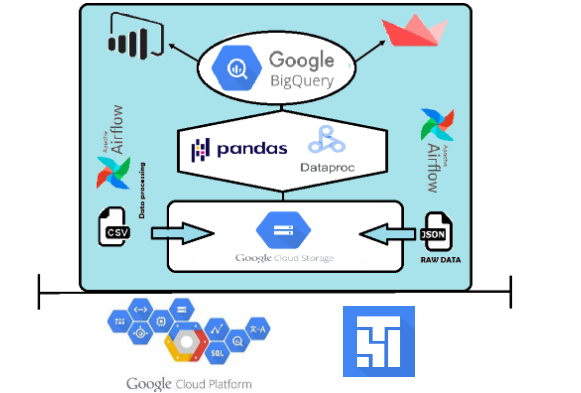 Google
BigQuery
Apache
Airflow
Apache
Airflow
pandas
Dataproc
Data processing
CSV
Google Cloud Storage
JSON
RAW DATA
文-A
SQL
Google Cloud Platform